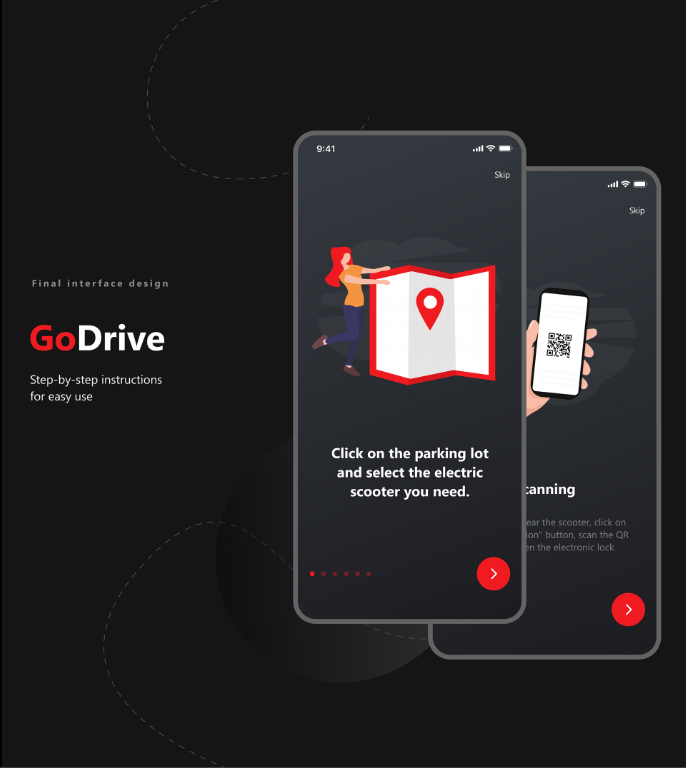 Final interface design
GoDrive
Step-by-step instructions
for easy use
9:41
Skip
Click on the parking lot
and select the electric
scooter you need.
Skip
canning
ear the scooter, click on
ion" button, scan the QR
en the electronic lock